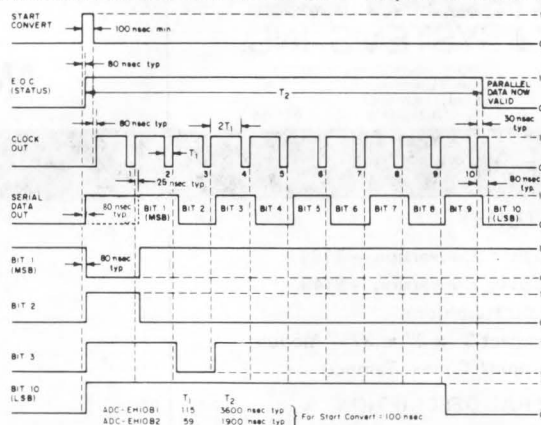 START CONVERT
100 nsec min
80 nsec typ
E.O.C. (STATUS)
T2
PARALLEL DATA NOW VALID
30 nsec typ
80 nsec typ
2T1
CLOCK OUT
T1
1 2 3 4 5 6 7 8 9 10
80 nsec typ
25 nsec typ
SERIAL DATA OUT
80 nsec typ
BIT 1 (MSB) BIT 2 BIT 3 BIT 4 BIT 5 BIT 6 BIT 7 BIT 8 BIT 9 BIT 10 (LSB)
BIT 1 (MSB)
80 nsec typ
BIT 2
BIT 3
BIT 10 (LSB)
T1 T2
ADC-EH10B1 115 3600 nsec typ
ADC-EH10B2 59 1900 nsec typ
For Start Convert = 100 nsec